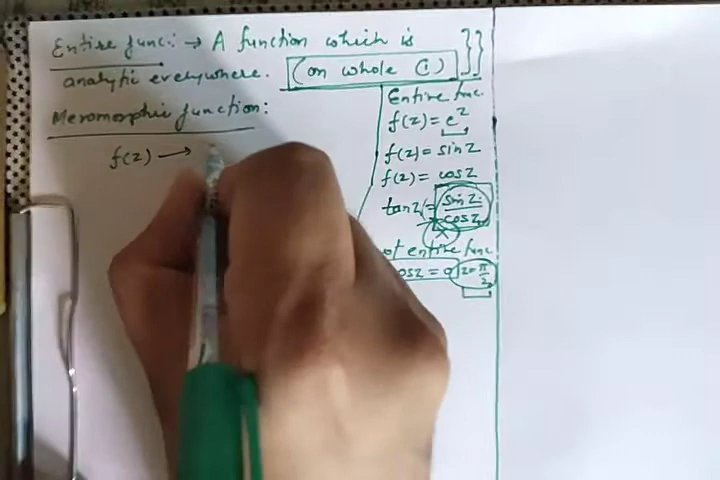 Entire func: → A function which is
analytic everywhere. (on whole ℂ)
Meromorphic function:
f(z) →
Entire func.
f(z) = e^z
f(z) = sin z
f(z) = cos z
tan z = sin z / cos z
ot entire func
cos z = 0 z = π/2